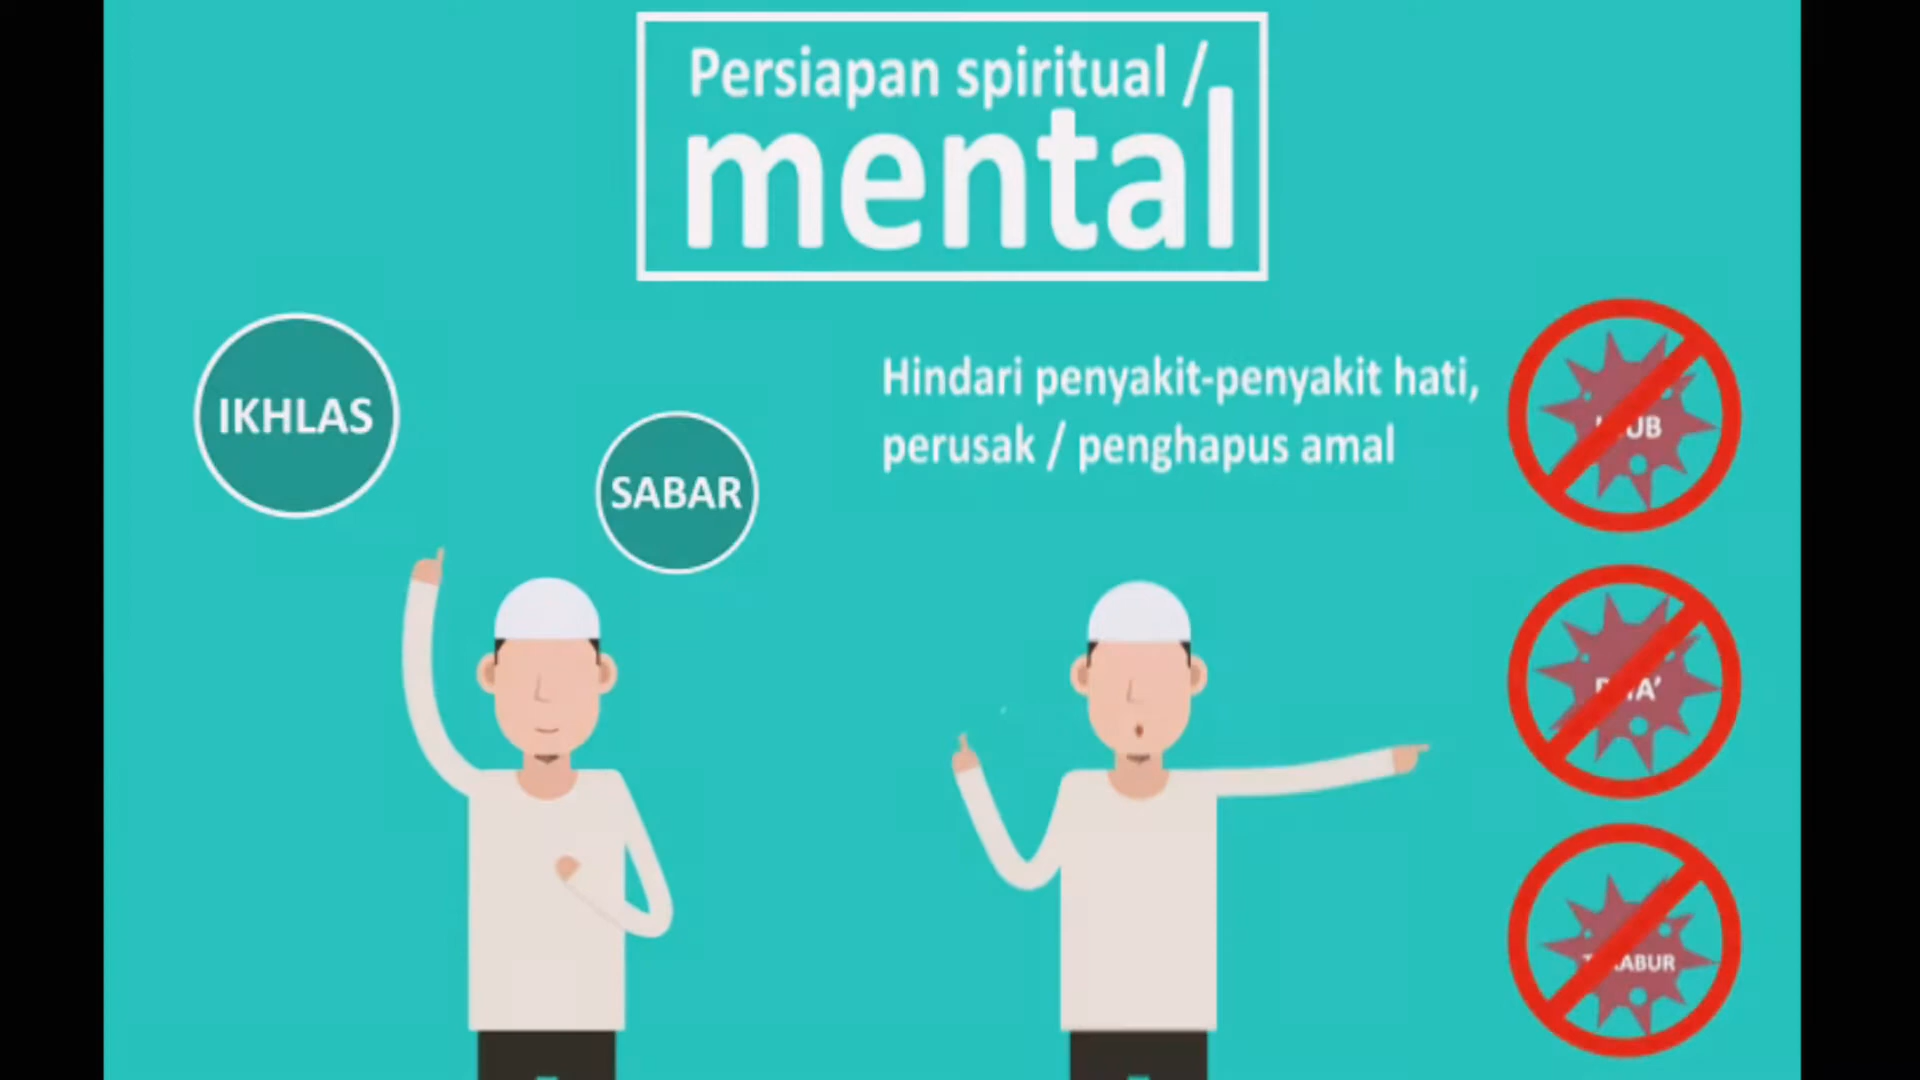 Persiapan spiritual /
mental
IKHLAS
SABAR
Hindari penyakit-penyakit hati,
perusak / penghapus amal